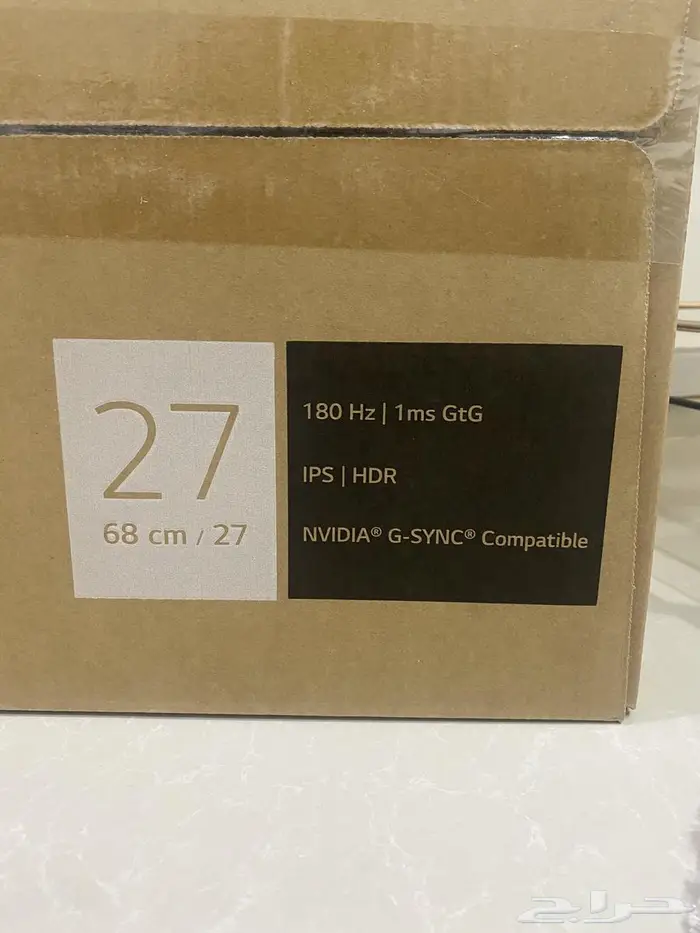 27
68 cm / 27
180 Hz | 1ms GtG
IPS | HDR
NVIDIA® G-SYNC® Compatible
حراج